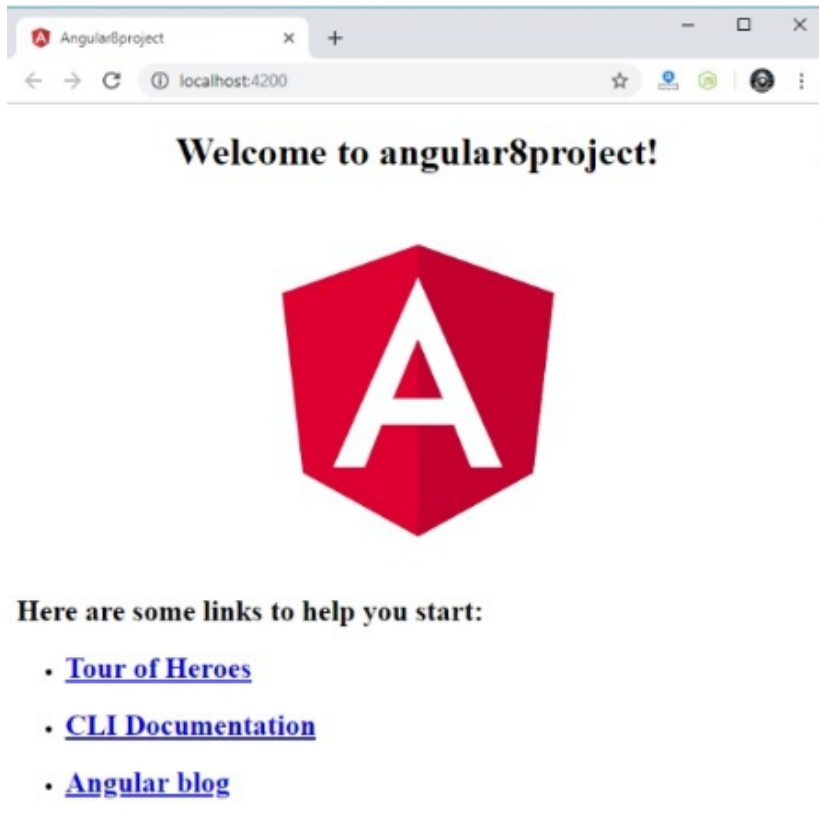 Angular8project
localhost:4200
Welcome to angular8project!
A
Here are some links to help you start:
• Tour of Heroes
• CLI Documentation
• Angular blog